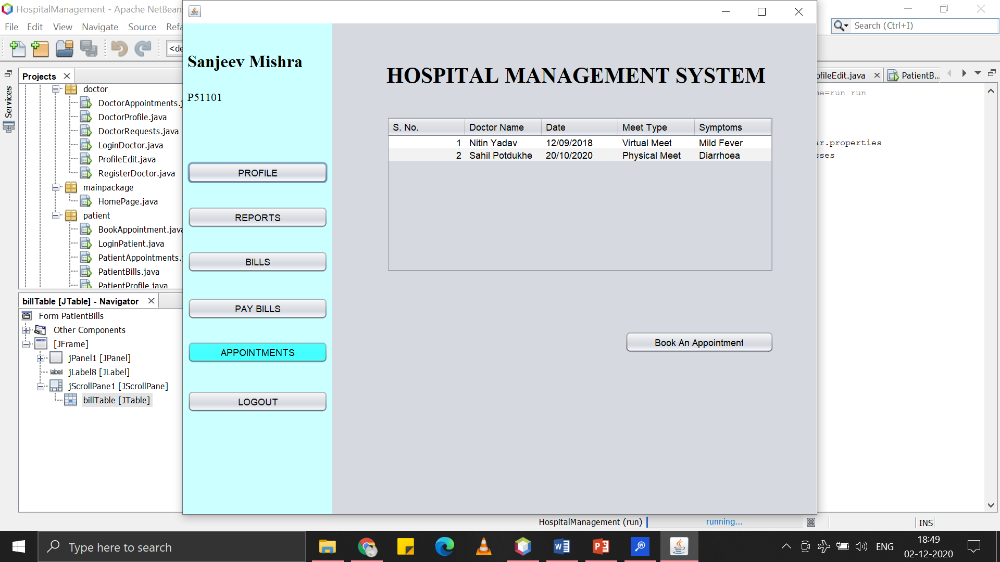 HospitalManagement - Apache NetBeans
File Edit View Navigate Source Refa
Search (Ctrl+I)
<de
Services
Projects
doctor
DoctorAppointments.j
DoctorProfile.java
DoctorRequests.java
LoginDoctor.java
ProfileEdit.java
RegisterDoctor.java
mainpackage
HomePage.java
patient
BookAppointment.java
LoginPatient.java
PatientAppointments.j
PatientBills.java
PatientProfile.java
billTable [JTable] - Navigator
Form PatientBills
Other Components
[JFrame]
jPanel1 [JPanel]
label jLabel8 [JLabel]
jScrollPane1 [JScrollPane]
billTable [JTable]
Sanjeev Mishra
P51101
PROFILE
REPORTS
BILLS
PAY BILLS
APPOINTMENTS
LOGOUT
HOSPITAL MANAGEMENT SYSTEM
S. No. Doctor Name Date Meet Type Symptoms
1 Nitin Yadav 12/09/2018 Virtual Meet Mild Fever
2 Sahil Potdukhe 20/10/2020 Physical Meet Diarrhoea
Book An Appointment
ofileEdit.java PatientB...
me=run run
ar.properties
sses
HospitalManagement (run) running... INS
Type here to search
ENG
18:49
02-12-2020